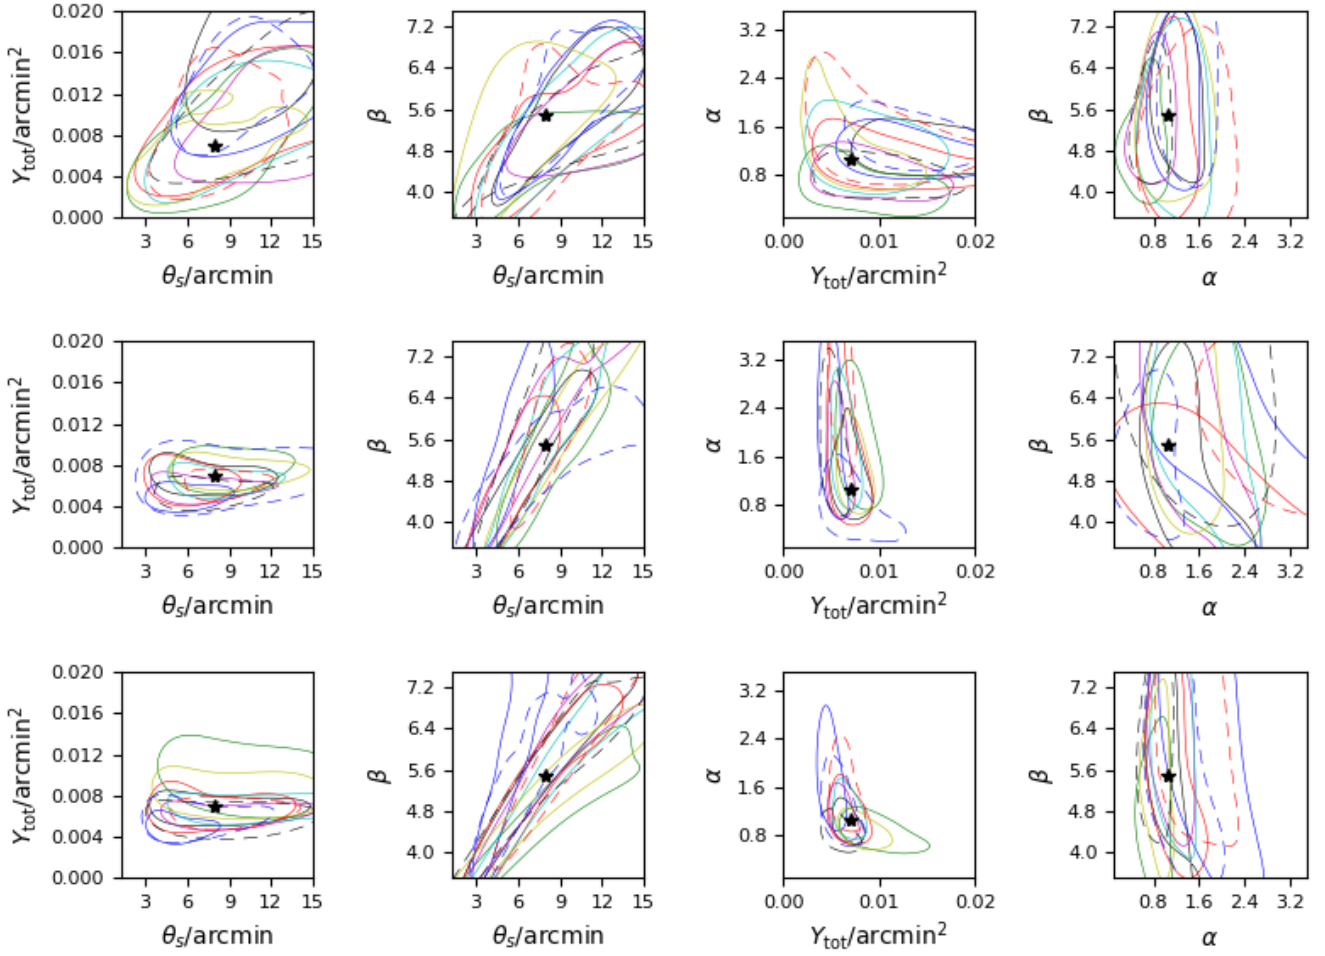 0.020 7.2 3.2 7.2
0.016 6.4 2.4 6.4
0.012 5.6 1.6 5.6
0.008 4.8 0.8 4.8
0.004 4.0 4.0
0.000
Y_tot/arcmin² β α β
3 6 9 12 15 3 6 9 12 15 0.00 0.01 0.02 0.8 1.6 2.4 3.2
θ_s/arcmin θ_s/arcmin Y_tot/arcmin² α
0.020 7.2 3.2 7.2
0.016 6.4 2.4 6.4
0.012 5.6 1.6 5.6
0.008 4.8 0.8 4.8
0.004 4.0 4.0
0.000
Y_tot/arcmin² β α β
3 6 9 12 15 3 6 9 12 15 0.00 0.01 0.02 0.8 1.6 2.4 3.2
θ_s/arcmin θ_s/arcmin Y_tot/arcmin² α
0.020 7.2 3.2 7.2
0.016 6.4 2.4 6.4
0.012 5.6 1.6 5.6
0.008 4.8 0.8 4.8
0.004 4.0 4.0
0.000
Y_tot/arcmin² β α β
3 6 9 12 15 3 6 9 12 15 0.00 0.01 0.02 0.8 1.6 2.4 3.2
θ_s/arcmin θ_s/arcmin Y_tot/arcmin² α